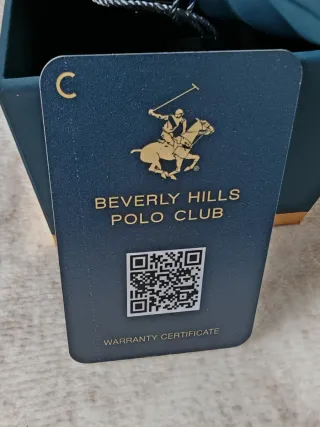 C
BEVERLY HILLS
POLO CLUB
WARRANTY CERTIFICATE